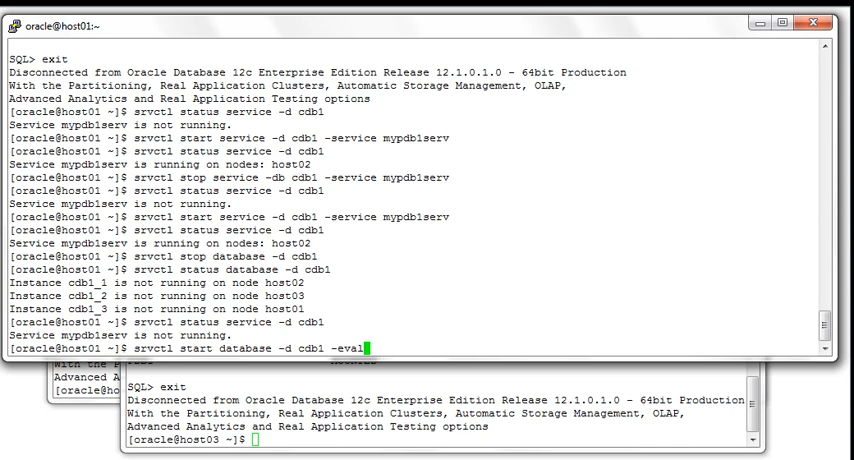 oracle@host01:~
SQL> exit
Disconnected from Oracle Database 12c Enterprise Edition Release 12.1.0.1.0 - 64bit Production
With the Partitioning, Real Application Clusters, Automatic Storage Management, OLAP,
Advanced Analytics and Real Application Testing options
[oracle@host01 ~]$ srvctl status service -d cdb1
Service mypdb1serv is not running.
[oracle@host01 ~]$ srvctl start service -d cdb1 -service mypdb1serv
[oracle@host01 ~]$ srvctl status service -d cdb1
Service mypdb1serv is running on nodes: host02
[oracle@host01 ~]$ srvctl stop service -db cdb1 -service mypdb1serv
[oracle@host01 ~]$ srvctl status service -d cdb1
Service mypdb1serv is not running.
[oracle@host01 ~]$ srvctl start service -d cdb1 -service mypdb1serv
[oracle@host01 ~]$ srvctl status service -d cdb1
Service mypdb1serv is running on nodes: host02
[oracle@host01 ~]$ srvctl stop database -d cdb1
[oracle@host01 ~]$ srvctl status database -d cdb1
Instance cdb1_1 is not running on node host02
Instance cdb1_2 is not running on node host03
Instance cdb1_3 is not running on node host01
[oracle@host01 ~]$ srvctl status service -d cdb1
Service mypdb1serv is not running.
[oracle@host01 ~]$ srvctl start database -d cdb1 -eval
With the P
Advanced A
[oracle@ho
SQL> exit
Disconnected from Oracle Database 12c Enterprise Edition Release 12.1.0.1.0 - 64bit Production
With the Partitioning, Real Application Clusters, Automatic Storage Management, OLAP,
Advanced Analytics and Real Application Testing options
[oracle@host03 ~]$